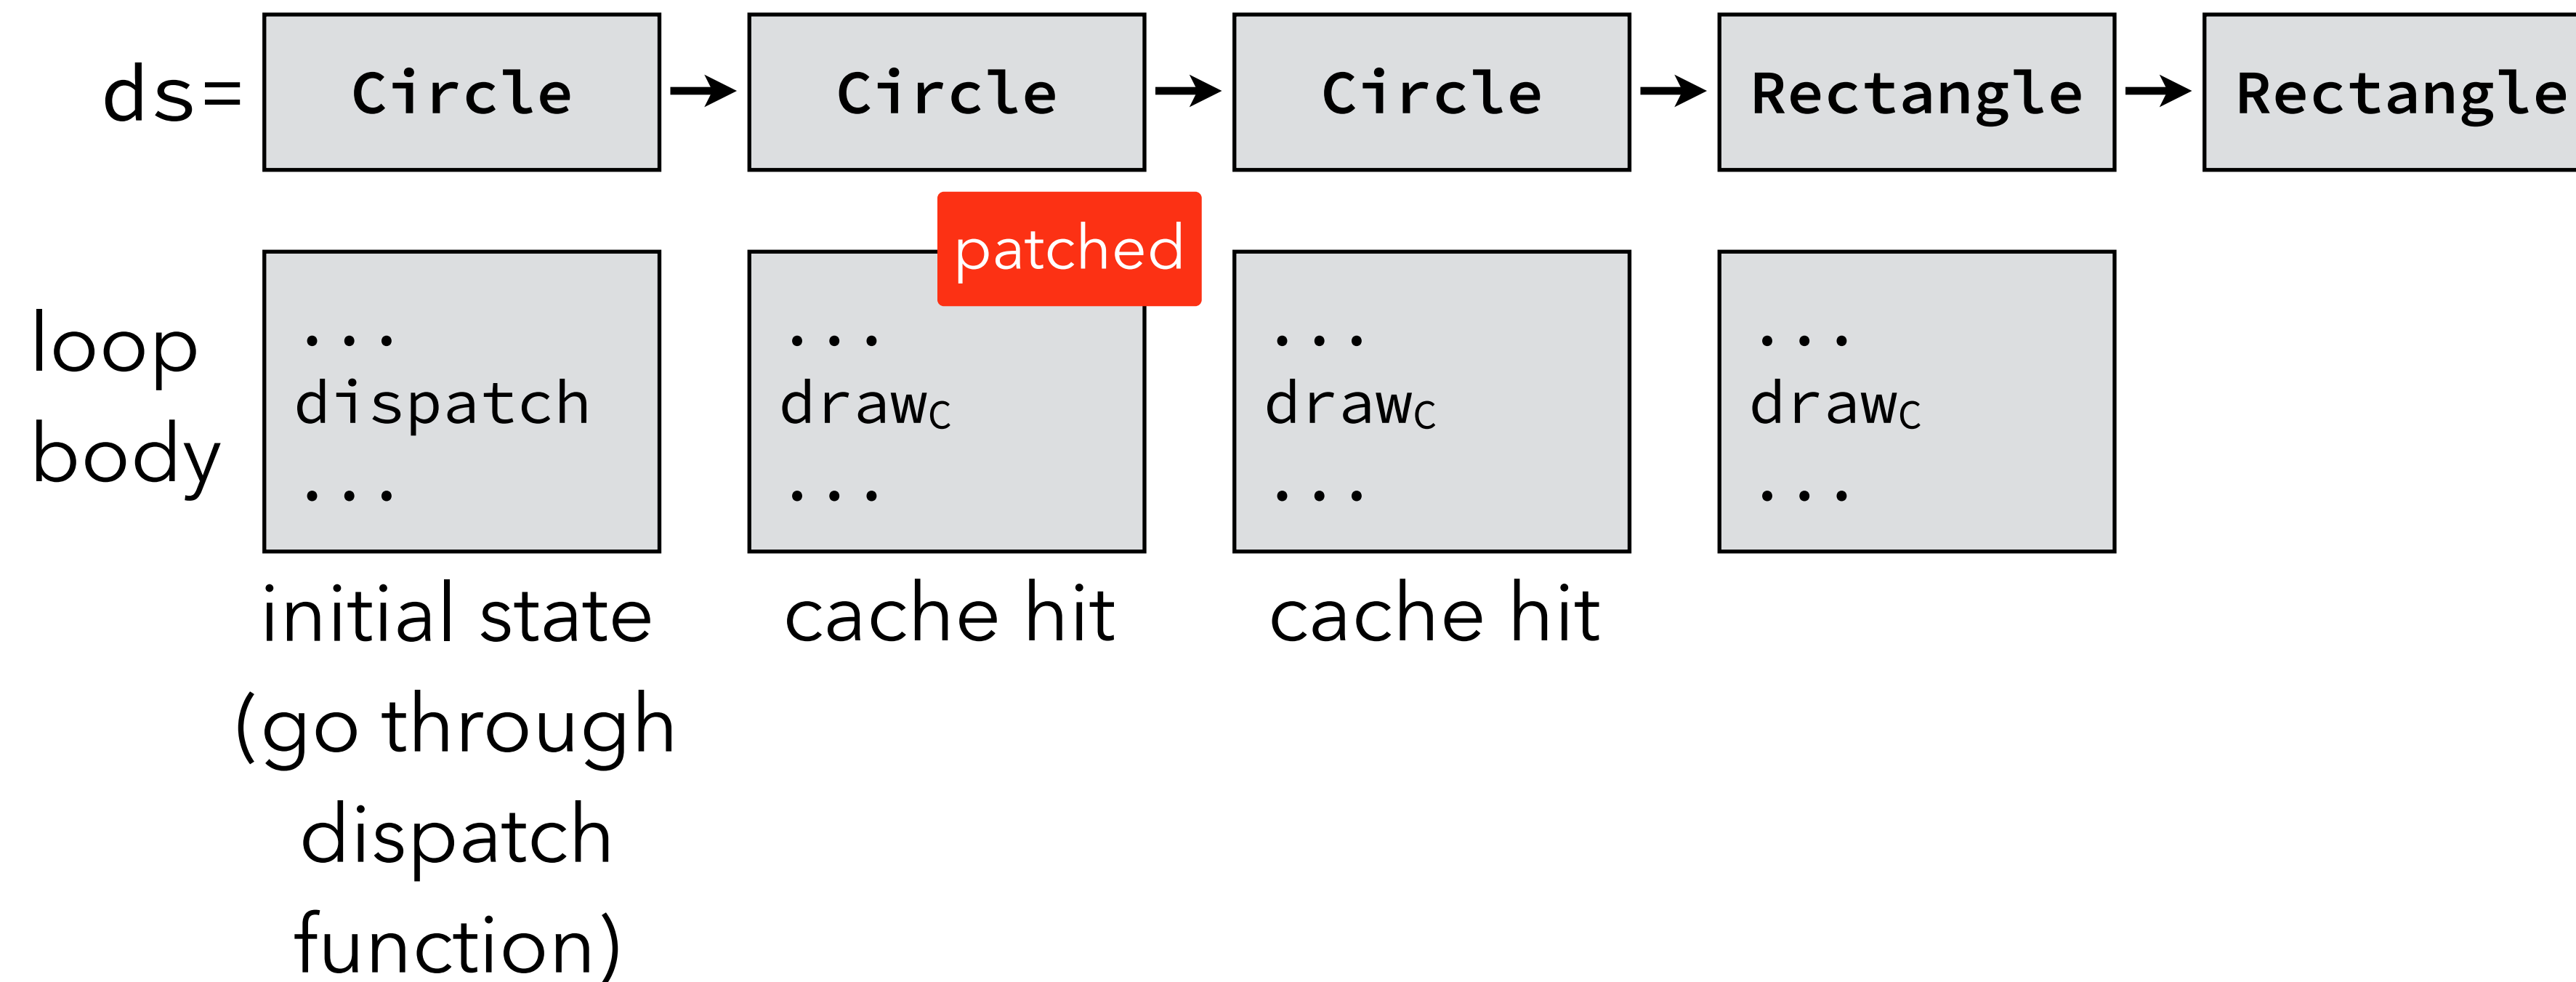 ds= Circle Circle Circle Rectangle Rectangle
patched
loop body
...
dispatch
...
...
drawC
...
...
drawC
...
...
drawC
...
initial state
(go through
dispatch
function)
cache hit
cache hit